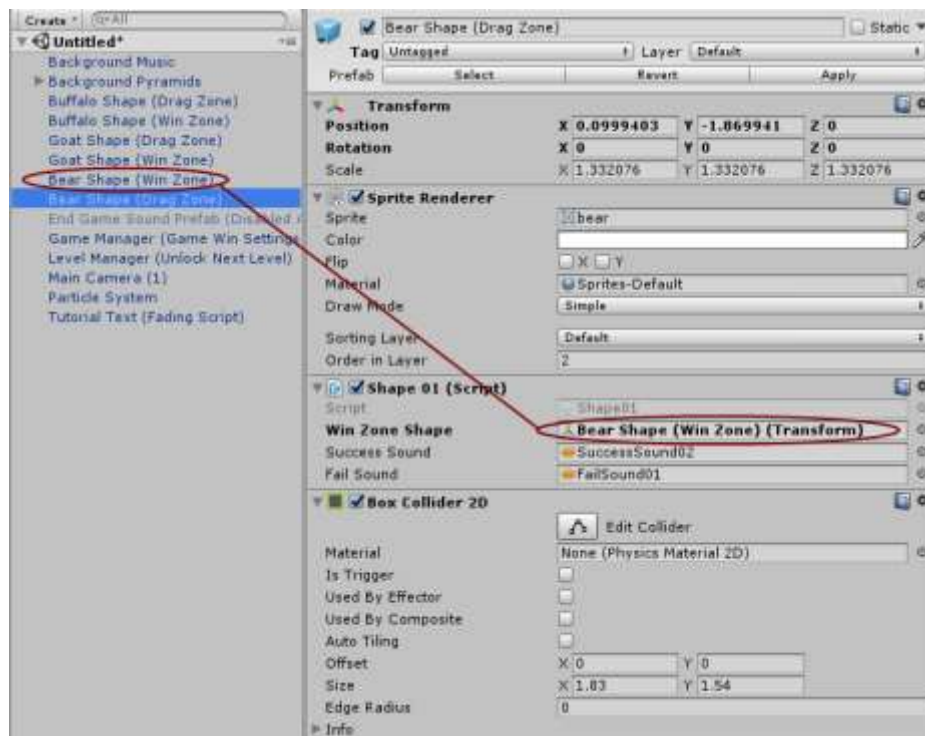 Create
All
Untitled*
Background Music
Background Pyramids
Buffalo Shape (Drag Zone)
Buffalo Shape (Win Zone)
Goat Shape (Drag Zone)
Goat Shape (Win Zone)
Bear Shape (Win Zone)
Bear Shape (Drag Zone)
End Game Sound Prefab (Disabled
Game Manager (Game Win Settings
Level Manager (Unlock Next Level)
Main Camera (1)
Particle System
Tutorial Text (Fading Script)
Bear Shape (Drag Zone) Static
Tag Untagged Layer Default
Prefab Select Revert Apply
Transform
Position X 0.0999403 Y -1.869941 Z 0
Rotation X 0 Y 0 Z 0
Scale X 1.332076 Y 1.332076 Z 1.332076
Sprite Renderer
Sprite bear
Color
Flip X Y
Material Sprites-Default
Draw Mode Simple
Sorting Layer Default
Order in Layer 2
Shape 01 (Script)
Script Shape01
Win Zone Shape Bear Shape (Win Zone) (Transform)
Success Sound SuccessSound02
Fail Sound FailSound01
Box Collider 2D
Edit Collider
Material None (Physics Material 2D)
Is Trigger
Used By Effector
Used By Composite
Auto Tiling
Offset X 0 Y 0
Size X 1.83 Y 1.54
Edge Radius 0
Info